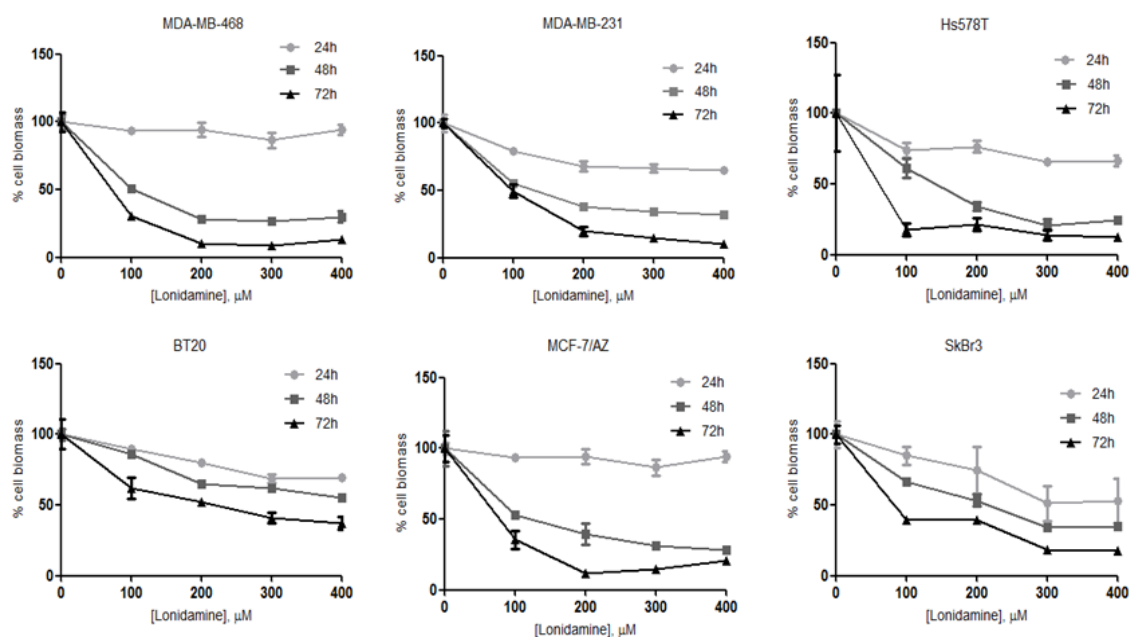 MDA-MB-468
150
100
50
0
% cell biomass
24h
48h
72h
0 100 200 300 400
[Lonidamine], µM
MDA-MB-231
150
100
50
0
% cell biomass
24h
48h
72h
0 100 200 300 400
[Lonidamine], µM
Hs578T
150
100
50
0
% cell biomass
24h
48h
72h
0 100 200 300 400
[Lonidamine], µM
BT20
150
100
50
0
% cell biomass
24h
48h
72h
0 100 200 300 400
[Lonidamine], µM
MCF-7/AZ
150
100
50
0
% cell biomass
24h
48h
72h
0 100 200 300 400
[Lonidamine], µM
SkBr3
150
100
50
0
% cell biomass
24h
48h
72h
0 100 200 300 400
[Lonidamine], µM